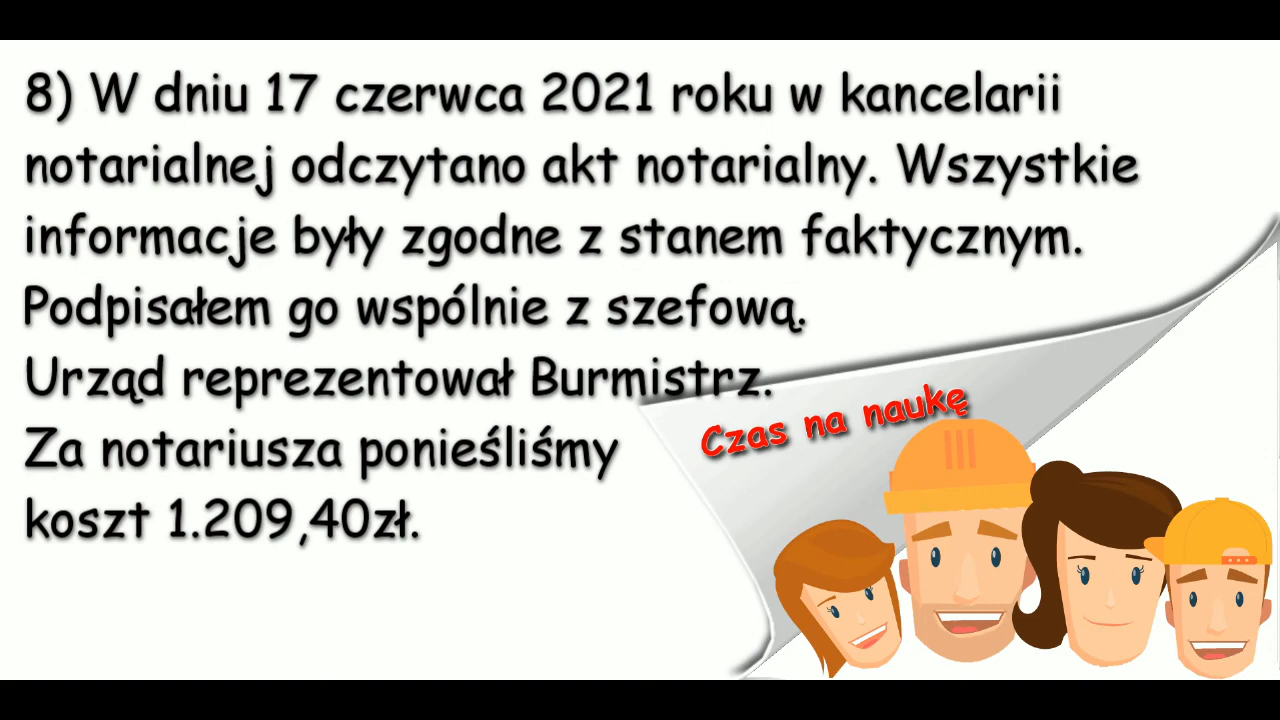 8) W dniu 17 czerwca 2021 roku w kancelarii
notarialnej odczytano akt notarialny. Wszystkie
informacje były zgodne z stanem faktycznym.
Podpisałem go wspólnie z szefową.
Urząd reprezentował Burmistrz.
Za notariusza ponieśliśmy
koszt 1.209,40zł.
Czas na naukę